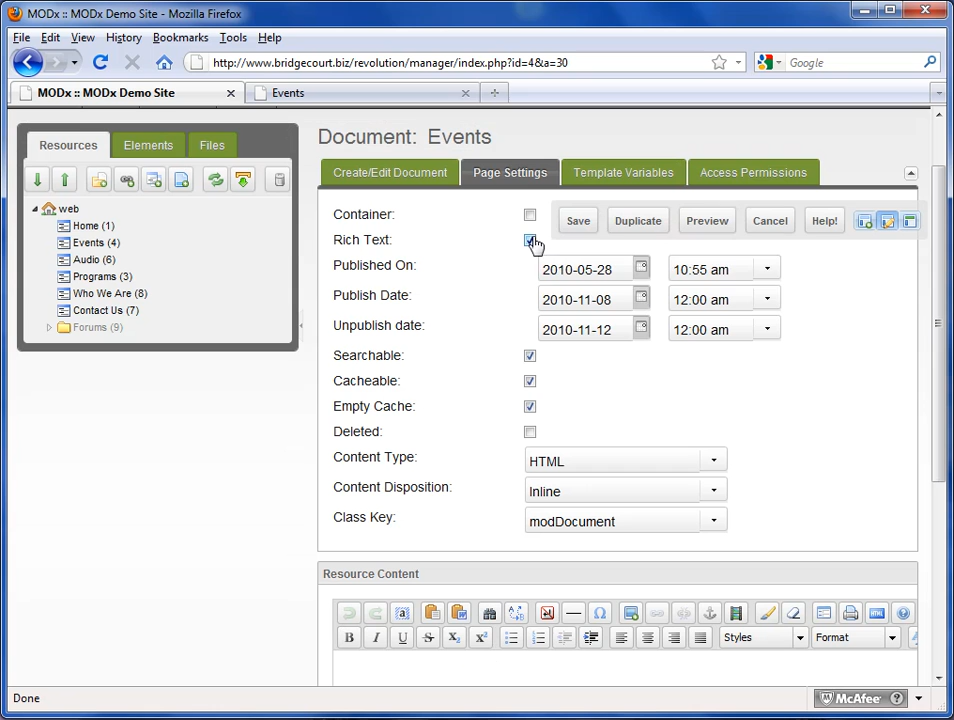 MODx :: MODx Demo Site - Mozilla Firefox
File Edit View History Bookmarks Tools Help
http://www.bridgecourt.biz/revolution/manager/index.php?id=4&a=30
Google
MODx :: MODx Demo Site
Events
Resources Elements Files
Document: Events
Create/Edit Document Page Settings Template Variables Access Permissions
Save Duplicate Preview Cancel Help!
web
Home (1)
Events (4)
Audio (6)
Programs (3)
Who We Are (8)
Contact Us (7)
Forums (9)
Container:
Rich Text:
Published On: 2010-05-28 10:55 am
Publish Date: 2010-11-08 12:00 am
Unpublish date: 2010-11-12 12:00 am
Searchable:
Cacheable:
Empty Cache:
Deleted:
Content Type: HTML
Content Disposition: Inline
Class Key: modDocument
Resource Content
HTML
B I U S X2 X2 Styles Format
Done
McAfee